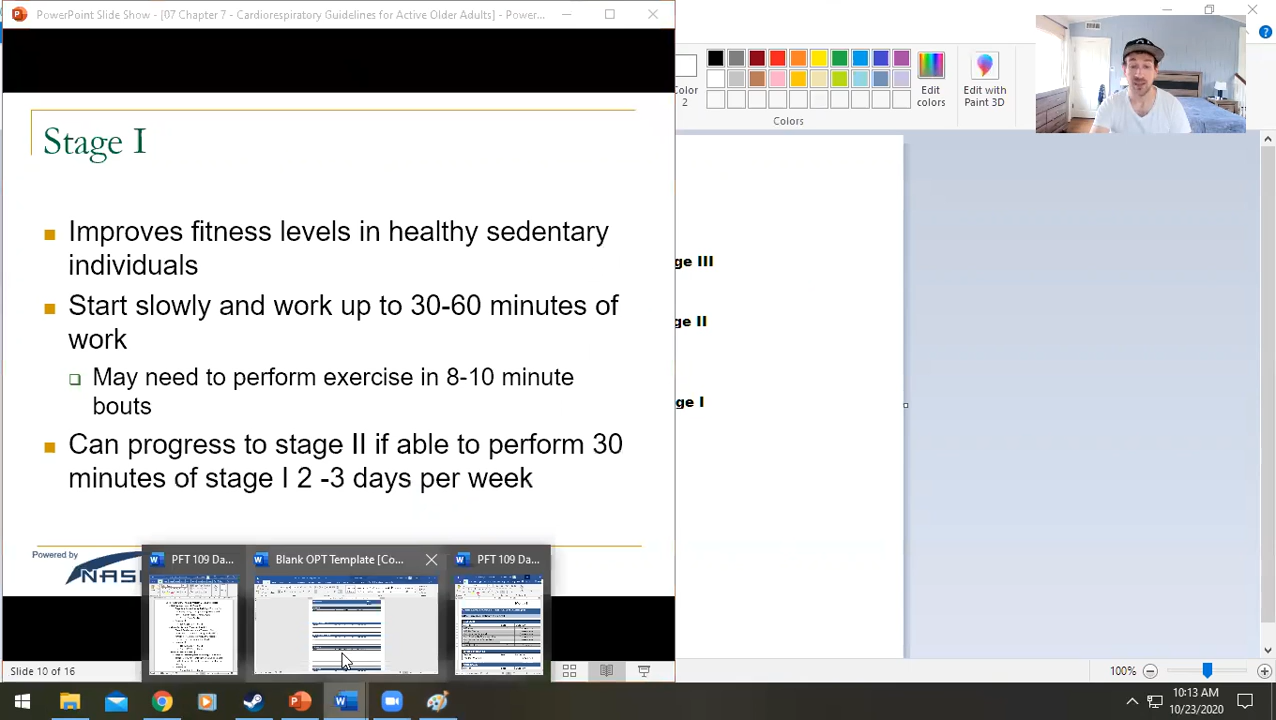 PowerPoint Slide Show - [07 Chapter 7 - Cardiorespiratory Guidelines for Active Older Adults] - Power...
Color
2
Edit
colors
Edit with
Paint 3D
Colors
Stage I
Improves fitness levels in healthy sedentary
individuals
Start slowly and work up to 30-60 minutes of
work
May need to perform exercise in 8-10 minute
bouts
Can progress to stage II if able to perform 30
minutes of stage I 2 -3 days per week
ge III
ge II
ge I
Powered by
NAS
PFT 109 Da...
Blank OPT Template [Co...
PFT 109 Da...
Slide 10 of 16
100%
10:13 AM
10/23/2020